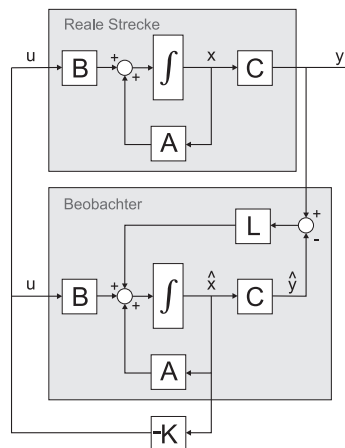 Reale Strecke
u B + + ∫ x C y
A
Beobachter
L + -
u B + + ∫ x̂ C ŷ
A
-K